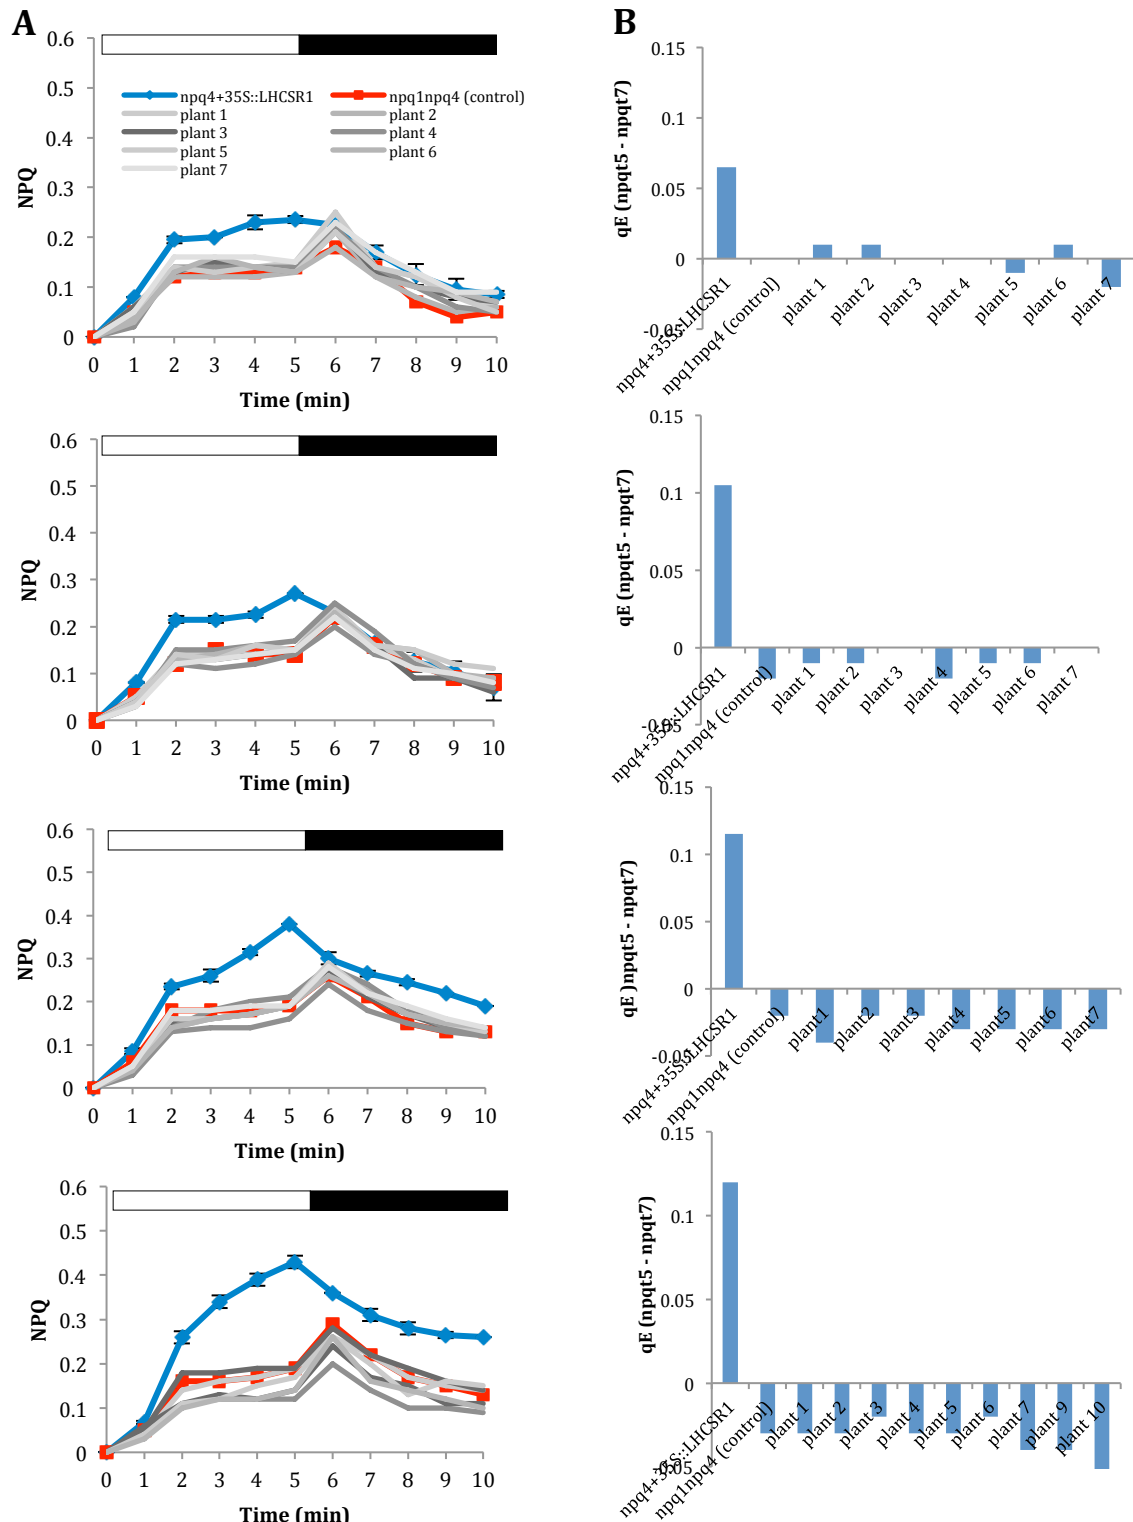 A
0.6
0.5
0.4
0.3
0.2
0.1
0
NPQ
npq4+35S::LHCSR1
npq1npq4 (control)
plant 1
plant 2
plant 3
plant 4
plant 5
plant 6
plant 7
0 1 2 3 4 5 6 7 8 9 10
Time (min)
0.6
0.5
0.4
0.3
0.2
0.1
0
NPQ
0 1 2 3 4 5 6 7 8 9 10
Time (min)
0.6
0.5
0.4
0.3
0.2
0.1
0
NPQ
0 1 2 3 4 5 6 7 8 9 10
Time (min)
0.6
0.5
0.4
0.3
0.2
0.1
0
NPQ
0 1 2 3 4 5 6 7 8 9 10
Time (min)
B
0.15
0.1
0.05
0
-0.05
qE (npqt5 - npqt7)
npq4+35S::LHCSR1
npq1npq4 (control)
plant 1
plant 2
plant 3
plant 4
plant 5
plant 6
plant 7
0.15
0.1
0.05
0
-0.05
qE (npqt5 - npqt7)
npq4+35S::LHCSR1
npq1npq4 (control)
plant 1
plant 2
plant 3
plant 4
plant 5
plant 6
plant 7
0.15
0.1
0.05
0
-0.05
qE )npqt5 - npqt7)
npq4+35S::LHCSR1
npq1npq4 (control)
plant1
plant2
plant3
plant4
plant5
plant6
plant7
0.15
0.1
0.05
0
-0.05
qE (npqt5 - npqt7)
npq4+35S::LHCSR1
npq1npq4 (control)
plant 1
plant 2
plant 3
plant 4
plant 5
plant 6
plant 7
plant 9
plant 10